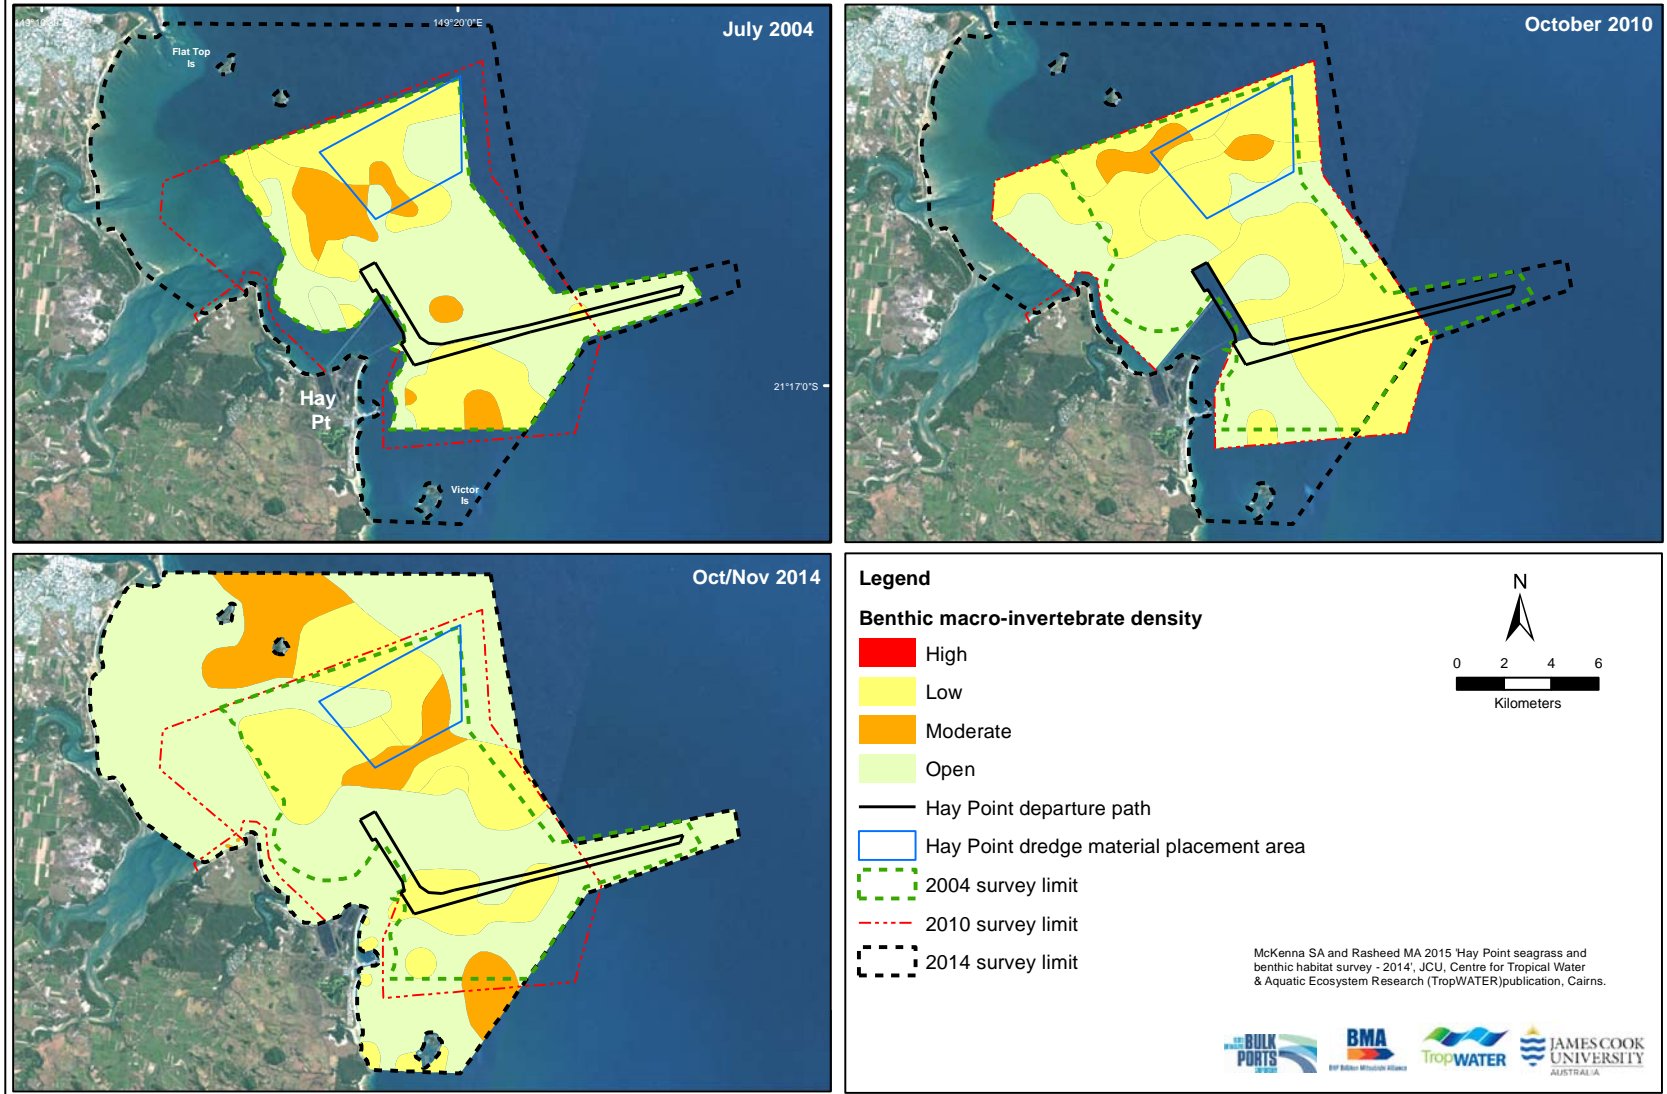 149°20'0"E
July 2004
Flat Top
Is
21°17'0"S
Hay
Pt
Victor
Is
October 2010
Oct/Nov 2014
Legend
Benthic macro-invertebrate density
High
Low
Moderate
Open
Hay Point departure path
Hay Point dredge material placement area
2004 survey limit
2010 survey limit
2014 survey limit
N
0 2 4 6
Kilometers
McKenna SA and Rasheed MA 2015 'Hay Point seagrass and
benthic habitat survey - 2014', JCU, Centre for Tropical Water
& Aquatic Ecosystem Research (TropWATER)publication, Cairns.
BULK
PORTS
BMA
BHP Billiton Mitsubishi Alliance
TropWATER
JAMES COOK
UNIVERSITY
AUSTRALIA